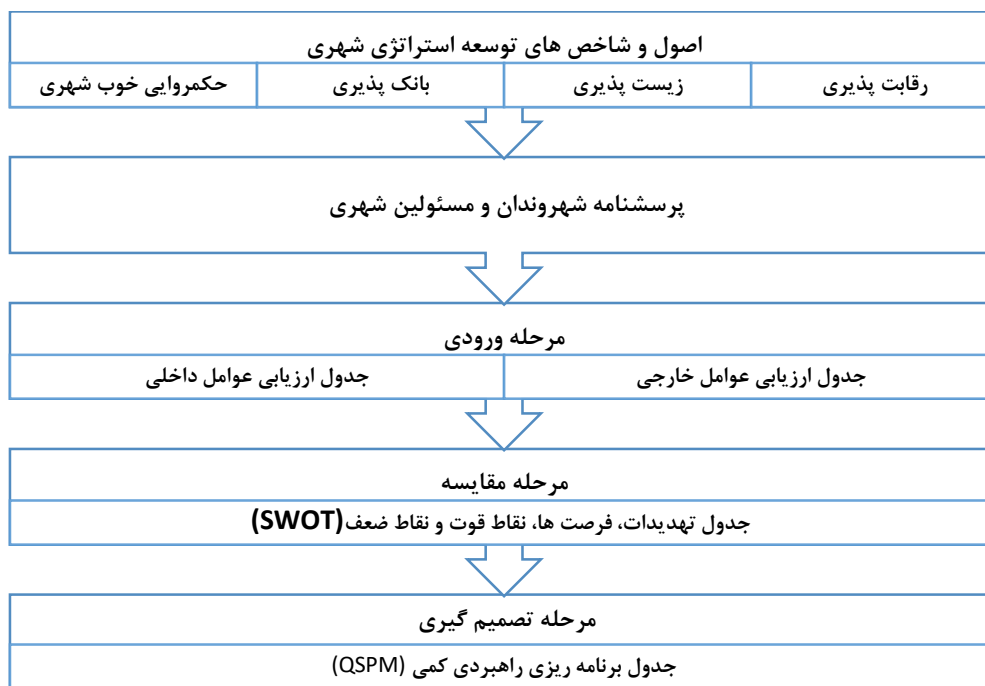 اصول و شاخص های توسعه استراتژی شهری
رقابت پذیری
زیست پذیری
بانک پذیری
حکمروایی خوب شهری
پرسشنامه شهروندان و مسئولین شهری
مرحله ورودی
جدول ارزیابی عوامل خارجی
جدول ارزیابی عوامل داخلی
مرحله مقایسه
جدول تهدیدات، فرصت ها، نقاط قوت و نقاط ضعف(SWOT)
مرحله تصمیم گیری
جدول برنامه ریزی راهبردی کمی (QSPM)